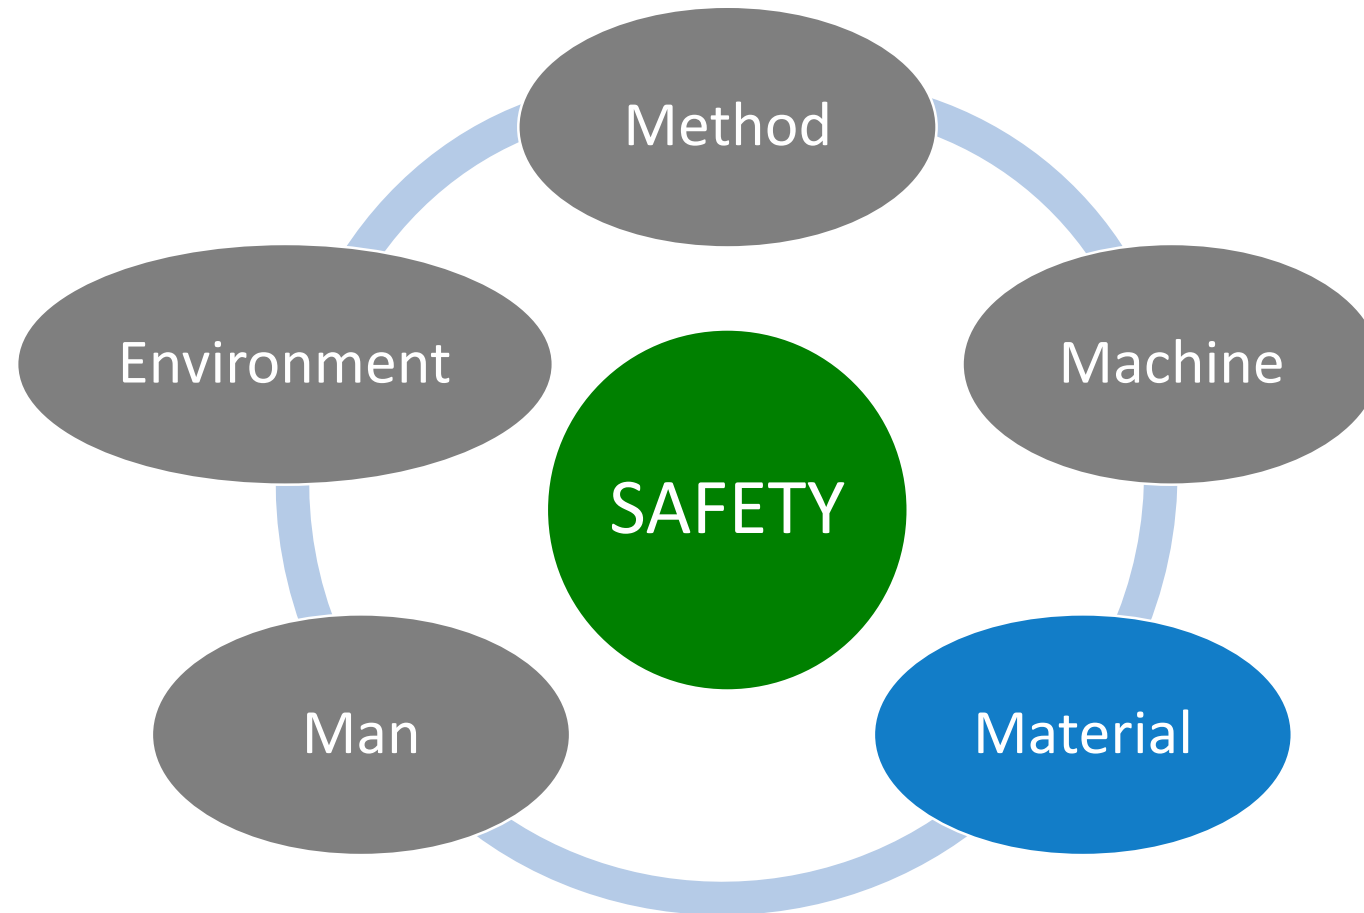 Method
Environment
Machine
SAFETY
Man
Material